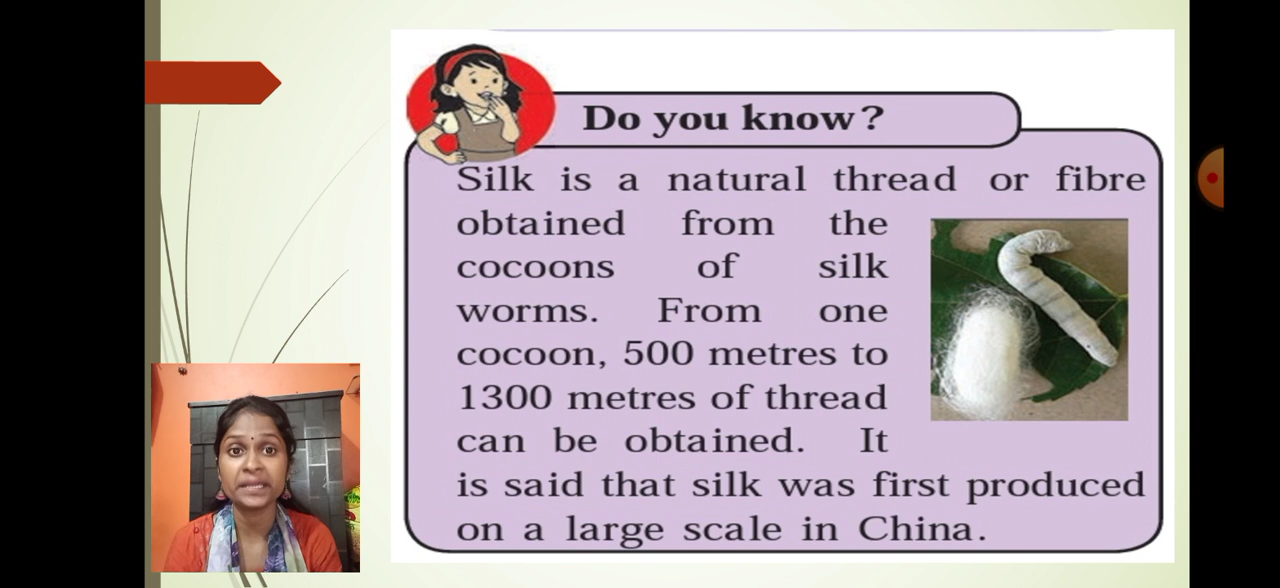 Do you know?
Silk is a natural thread or fibre
obtained from the
cocoons of silk
worms. From one
cocoon, 500 metres to
1300 metres of thread
can be obtained. It
is said that silk was first produced
on a large scale in China.